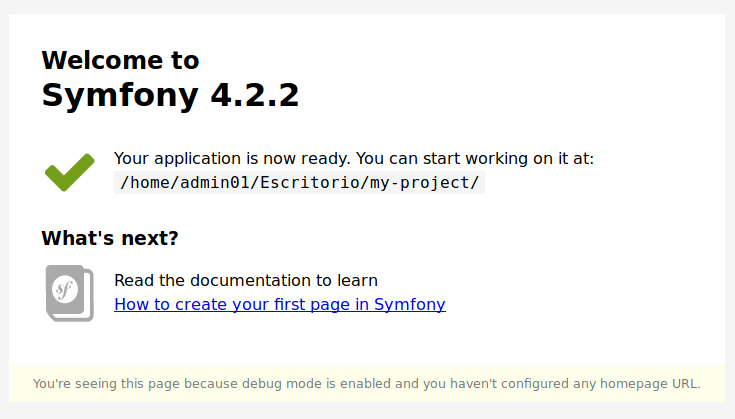 Welcome to
Symfony 4.2.2
Your application is now ready. You can start working on it at:
/home/admin01/Escritorio/my-project/
What's next?
sf
Read the documentation to learn
How to create your first page in Symfony
You're seeing this page because debug mode is enabled and you haven't configured any homepage URL.